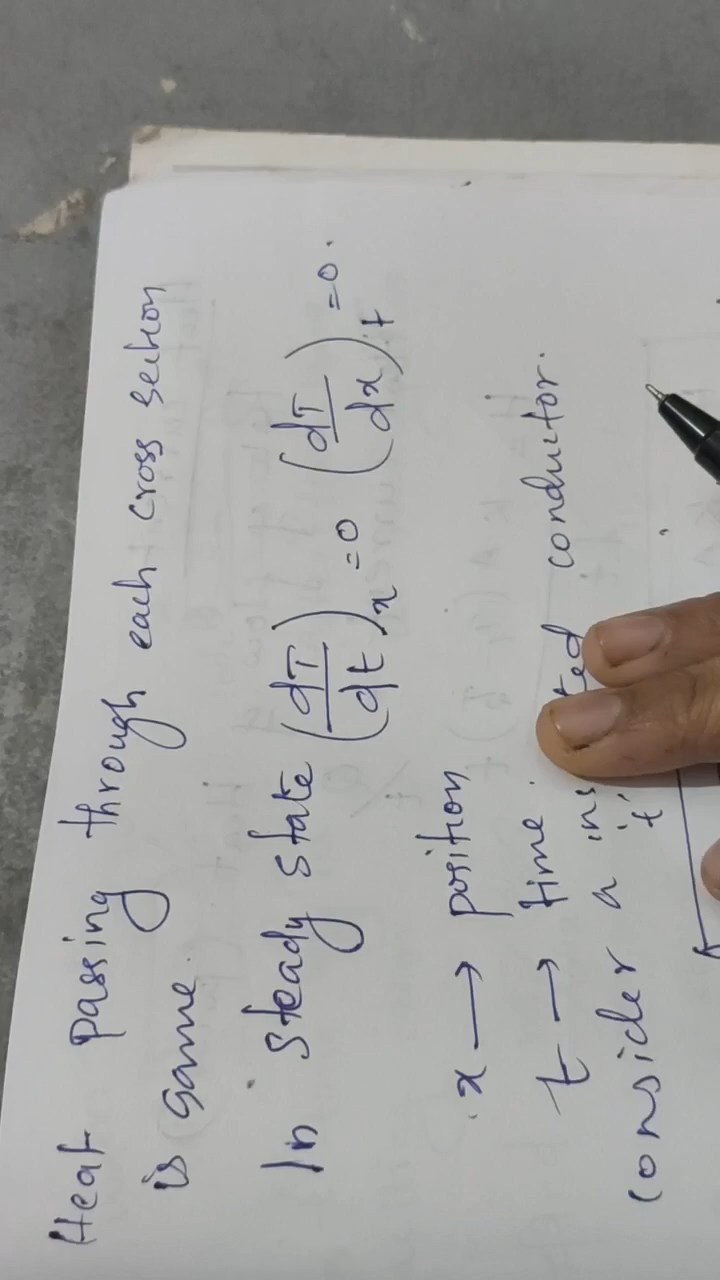 Heat passing through each cross section
is same.
In steady state (dT/dt)x = 0 (dT/dx)t = 0.
x → position
t → time.
consider a conductor.